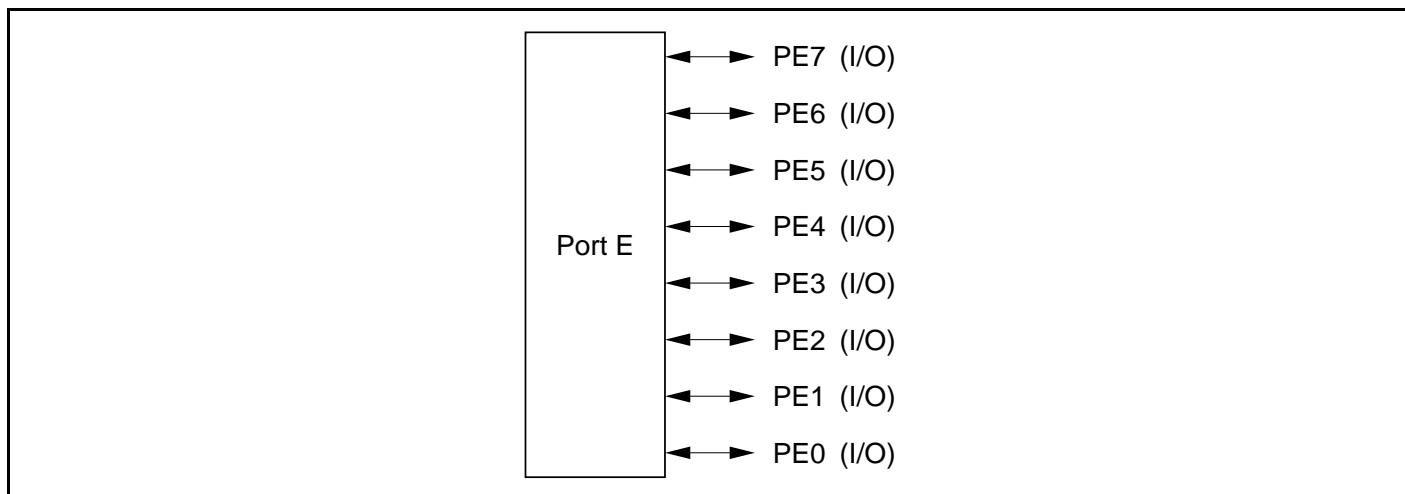 PE7 (I/O)
PE6 (I/O)
PE5 (I/O)
PE4 (I/O)
Port E
PE3 (I/O)
PE2 (I/O)
PE1 (I/O)
PE0 (I/O)